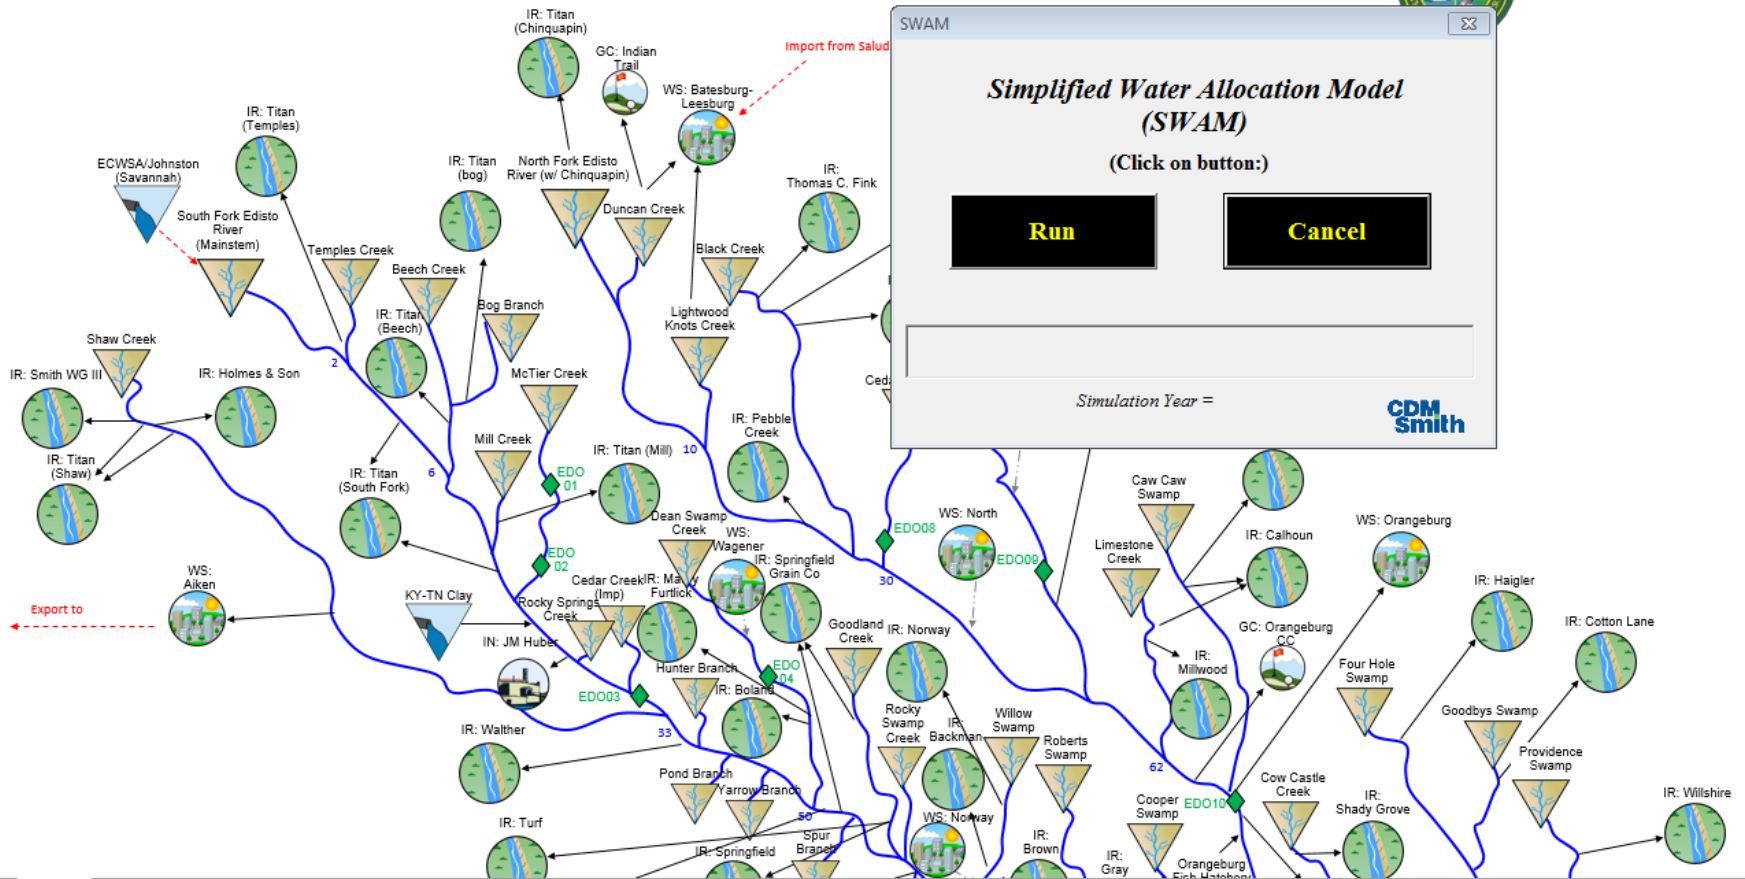 SWAM
Simplified Water Allocation Model
(SWAM)
(Click on button:)
Run
Cancel
Simulation Year =
CDM
Smith
IR: Titan
(Chinquapin)
GC: Indian
Trail
Import from Salud
WS: Batesburg-
Leesburg
IR: Titan
(Temples)
ECWSA/Johnston
(Savannah)
IR: Titan
(bog)
North Fork Edisto
River (w/ Chinquapin)
IR:
Thomas C. Fink
South Fork Edisto
River
(Mainstem)
Duncan Creek
Temples Creek
Black Creek
Beech Creek
Bog Branch
IR: Titan
(Beech)
Lightwood
Knots Creek
Shaw Creek
2
IR: Smith WG III
IR: Holmes & Son
McTier Creek
Ceda
IR: Pebble
Creek
Mill Creek
10
IR: Titan (Mill)
IR: Titan
(Shaw)
IR: Titan
(South Fork)
6
EDO
01
Caw Caw
Swamp
Dean Swamp
Creek
WS:
Wagener
EDO08
WS: North
WS: Orangeburg
IR: Calhoun
Limestone
Creek
EDO
02
IR: Springfield
Grain Co
EDO09
30
WS:
Aiken
Cedar Creek
(Imp)
Furtlick
IR: Haigler
KY-TN Clay
Rocky Springs
Creek
Export to
Goodland
Creek
IR: Norway
GC: Orangeburg
CC
IR: Cotton Lane
IN: JM Huber
Hunter Branch
EDO
04
IR:
Millwood
Four Hole
Swamp
EDO03
IR: Boland
Rocky
Swamp
Creek
IR:
Backman
Willow
Swamp
Goodbys Swamp
IR: Walther
33
Roberts
Swamp
Providence
Swamp
62
Pond Branch
Yarrow Branch
Cow Castle
Creek
Cooper
Swamp
EDO10
IR:
Shady Grove
IR: Willshire
IR: Turf
50
WS: Norway
Spur
Branch
IR: Springfield
IR:
Brown
IR:
Gray
Orangeburg
Fish Hatchery